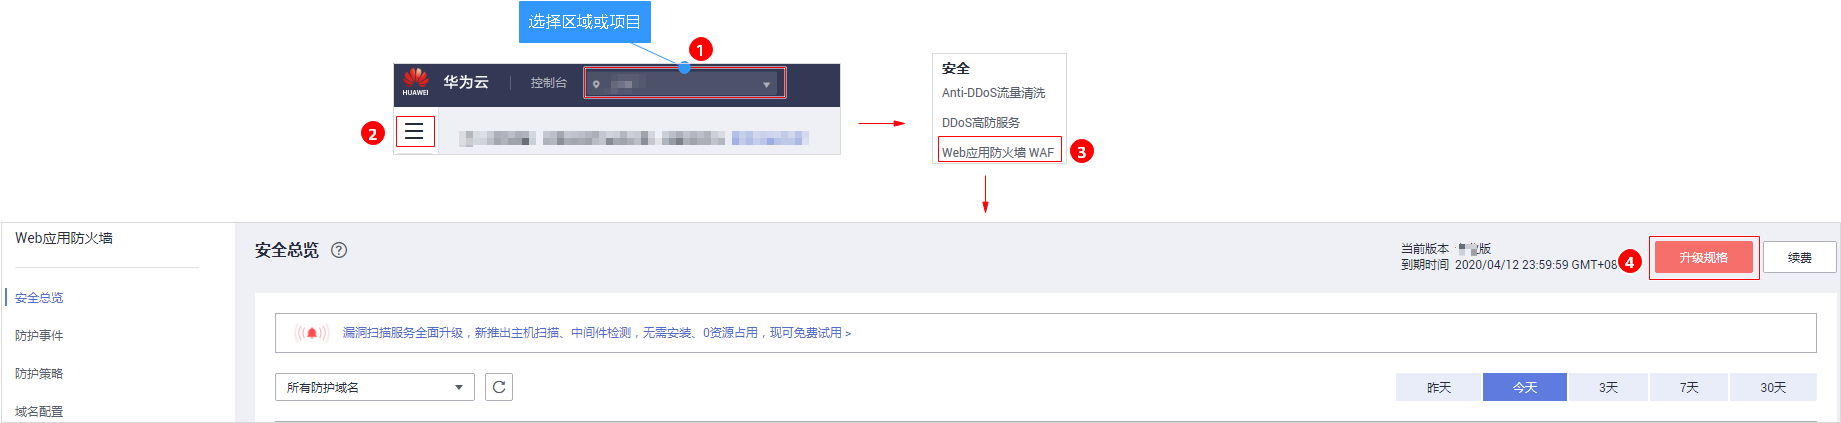 选择区域或项目
1
HUAWEI
华为云
控制台
2
安全
Anti-DDoS流量清洗
DDoS高防服务
Web应用防火墙 WAF
3
Web应用防火墙
安全总览
防护事件
防护策略
域名配置
安全总览 ?
当前版本 版
到期时间 2020/04/12 23:59:59 GMT+08
4
升级规格
续费
漏洞扫描服务全面升级，新推出主机扫描、中间件检测，无需安装、0资源占用，现可免费试用 >
所有防护域名
昨天
今天
3天
7天
30天